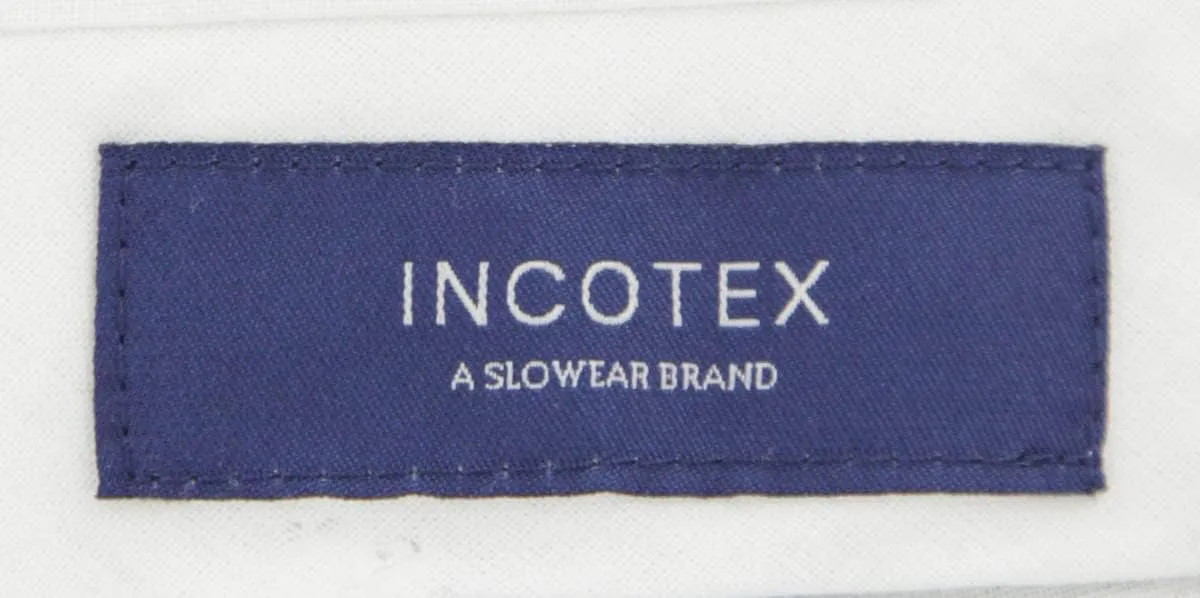 INCOTEX
A SLOWEAR BRAND